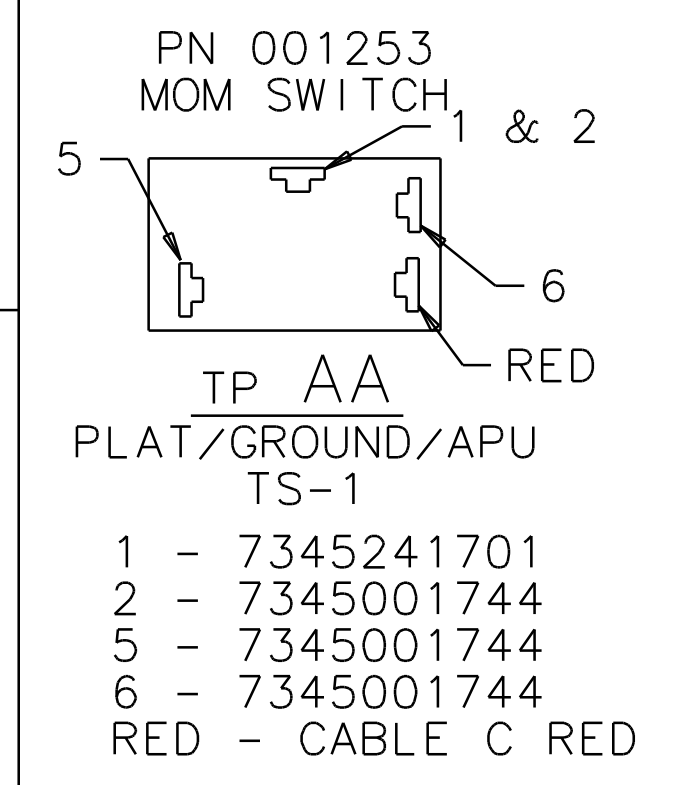 PN 001253
MOM SWITCH
1 & 2
5
6
RED
TP AA
PLAT/GROUND/APU
TS-1
1 - 7345241701
2 - 7345001744
5 - 7345001744
6 - 7345001744
RED - CABLE C RED